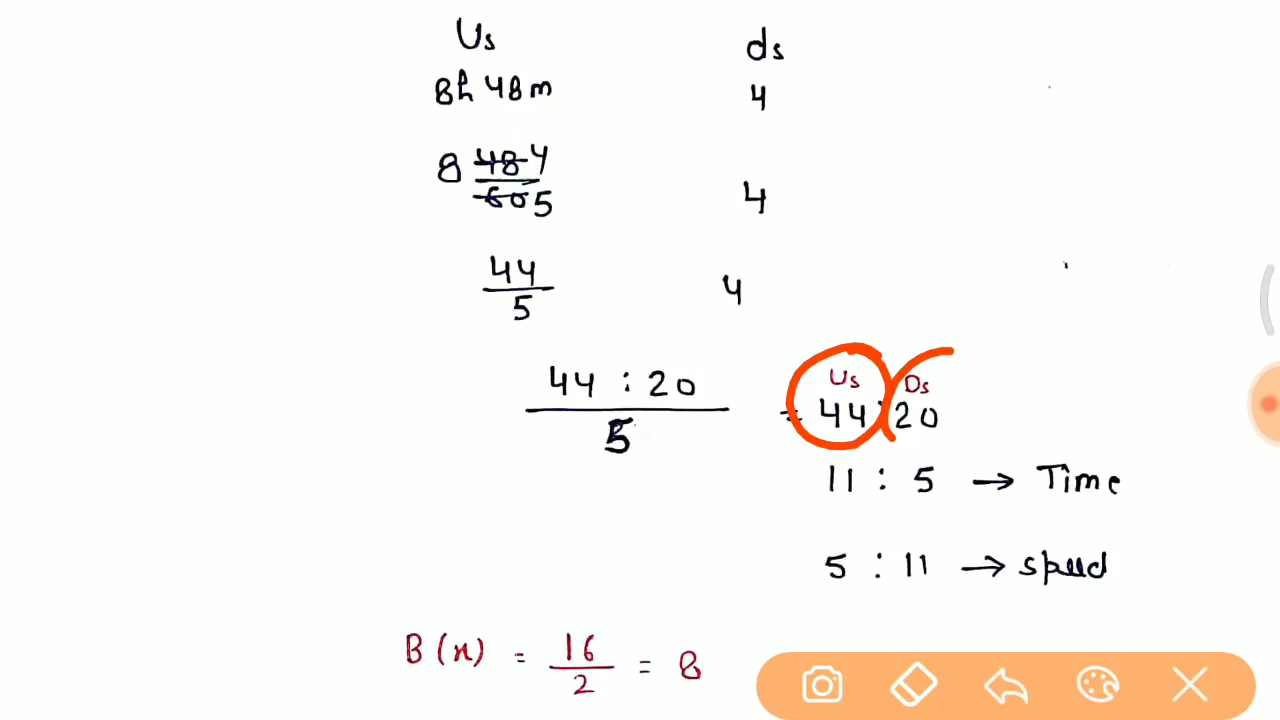 Us ds
8h 48m 4
8 48 4 / 60 5 4
44 / 5 4
44 : 20 / 5 = Us 44 : Ds 20
11 : 5 → Time
5 : 11 → speed
B (x) = 16 / 2 = 8